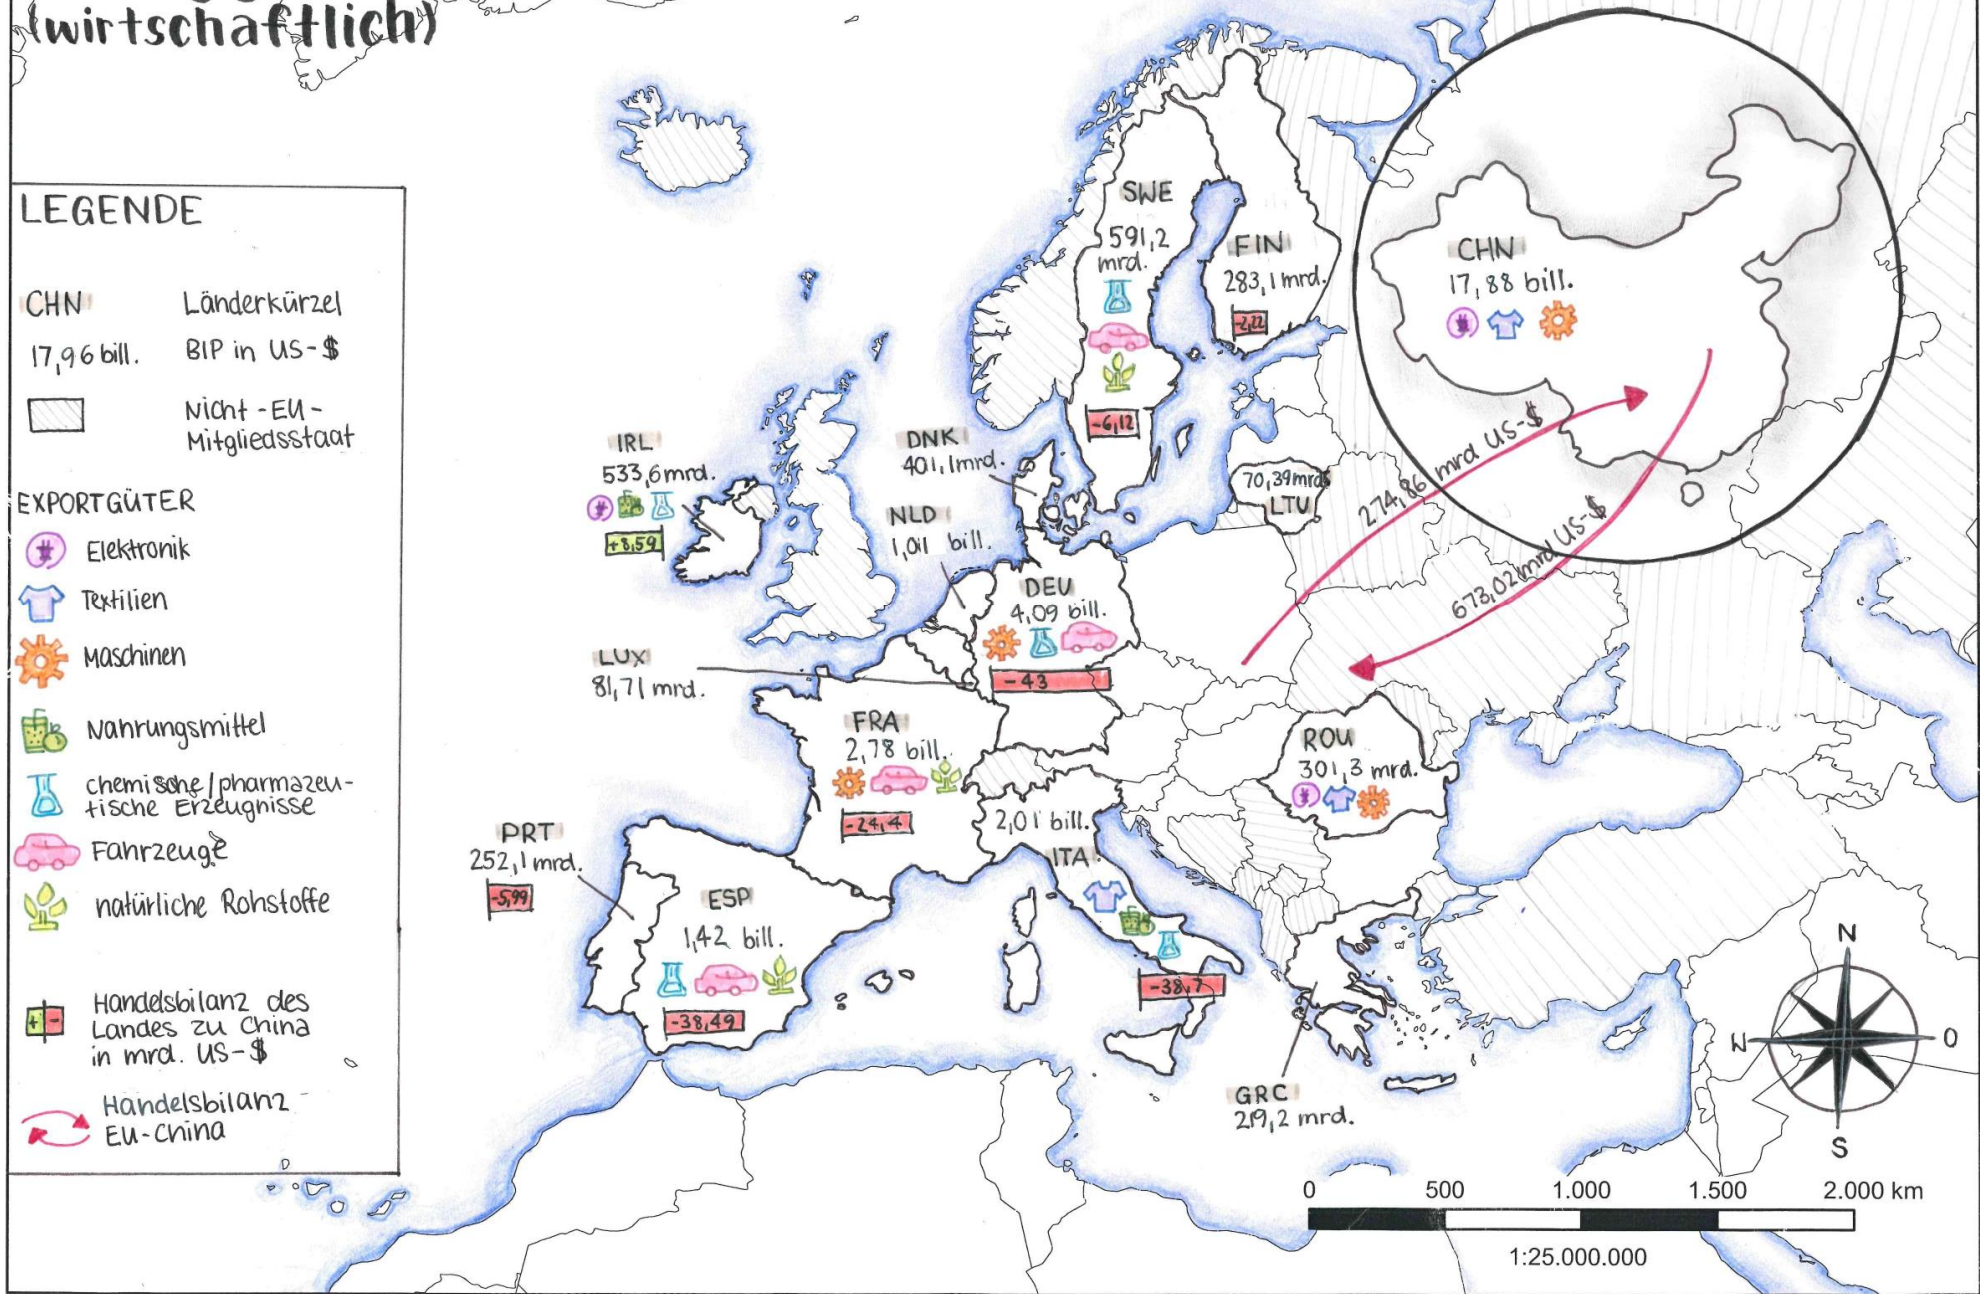 (wirtschaftlich)
LEGENDE
CHN Länderkürzel
17,96 bill. BIP in US-$
Nicht-EU-
Mitgliedsstaat
EXPORTGÜTER
Elektronik
Textilien
Maschinen
Nahrungsmittel
chemische/pharmazeu-
tische Erzeugnisse
Fahrzeuge
natürliche Rohstoffe
+ -
Handelsbilanz des
Landes zu China
in mrd. US-$
Handelsbilanz
EU-China
SWE
591,2
mrd.
-6,12
FIN
283,1 mrd.
-2,22
CHN
17,88 bill.
274,86 mrd US-$
673,02 mrd US-$
IRL
533,6 mrd.
+8,59
DNK
401,1 mrd.
NLD
1,01 bill.
70,39 mrd
LTU
DEU
4,09 bill.
-43
LUX
81,71 mrd.
FRA
2,78 bill.
-24,4
ROU
301,3 mrd.
2,01 bill.
ITA
-38,7
PRT
252,1 mrd.
-5,99
ESP
1,42 bill.
-38,49
GRC
219,2 mrd.
N
W
O
S
0 500 1.000 1.500 2.000 km
1:25.000.000